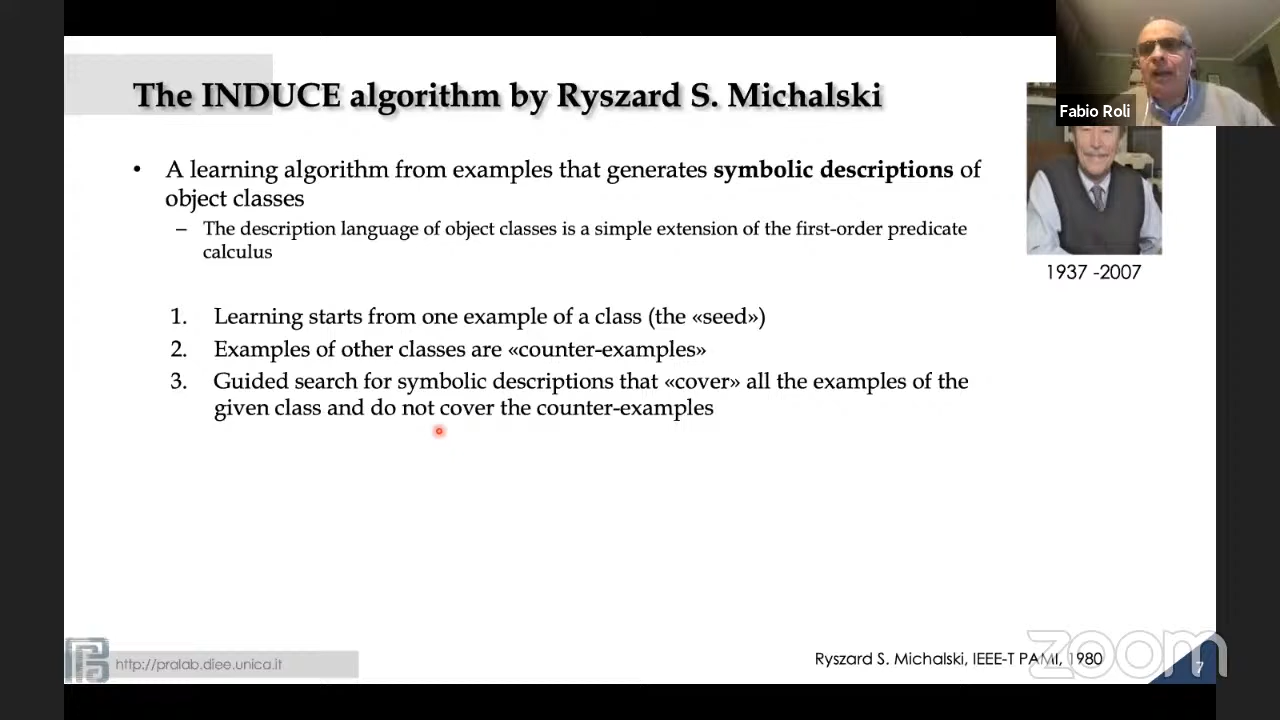 Fabio Roli
The INDUCE algorithm by Ryszard S. Michalski
• A learning algorithm from examples that generates symbolic descriptions of
object classes
– The description language of object classes is a simple extension of the first-order predicate
calculus
1937 -2007
1. Learning starts from one example of a class (the «seed»)
2. Examples of other classes are «counter-examples»
3. Guided search for symbolic descriptions that «cover» all the examples of the
given class and do not cover the counter-examples
http://pralab.diee.unica.it
Ryszard S. Michalski, IEEE-T PAMI, 1980
zoom
7